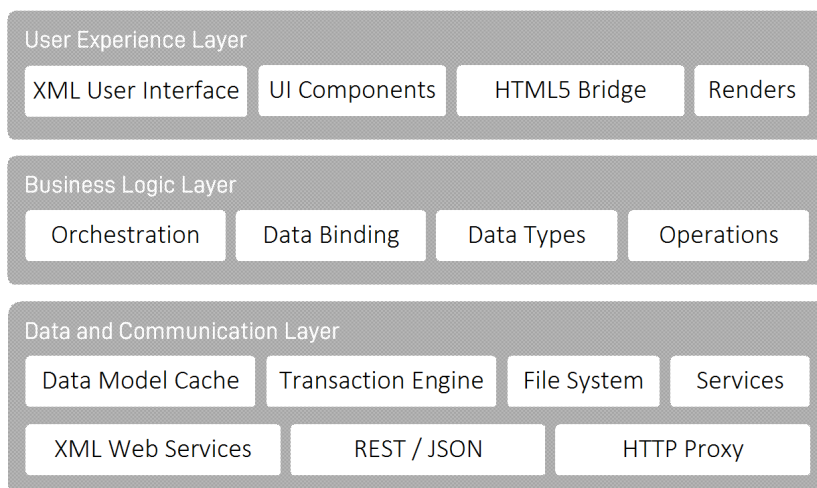 User Experience Layer
XML User Interface UI Components HTML5 Bridge Renders
Business Logic Layer
Orchestration Data Binding Data Types Operations
Data and Communication Layer
Data Model Cache Transaction Engine File System Services
XML Web Services REST / JSON HTTP Proxy